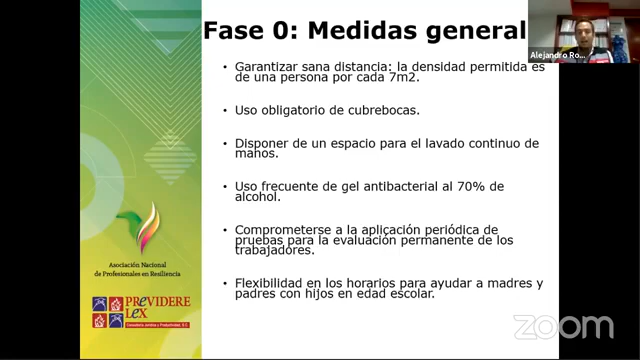 Fase 0: Medidas general
Alejandro Ro...
• Garantizar sana distancia: la densidad permitida es
de una persona por cada 7m2.
• Uso obligatorio de cubrebocas.
• Disponer de un espacio para el lavado continuo de
manos.
• Uso frecuente de gel antibacterial al 70% de
alcohol.
• Comprometerse a la aplicación periódica de
pruebas para la evaluación permanente de los
trabajadores.
• Flexibilidad en los horarios para ayudar a madres y
padres con hijos en edad escolar.
Asociación Nacional
de Profesionales en Resiliencia
PReVIDERE
LeX
Consultoría Jurídica y Productividad, S.C.
zoom